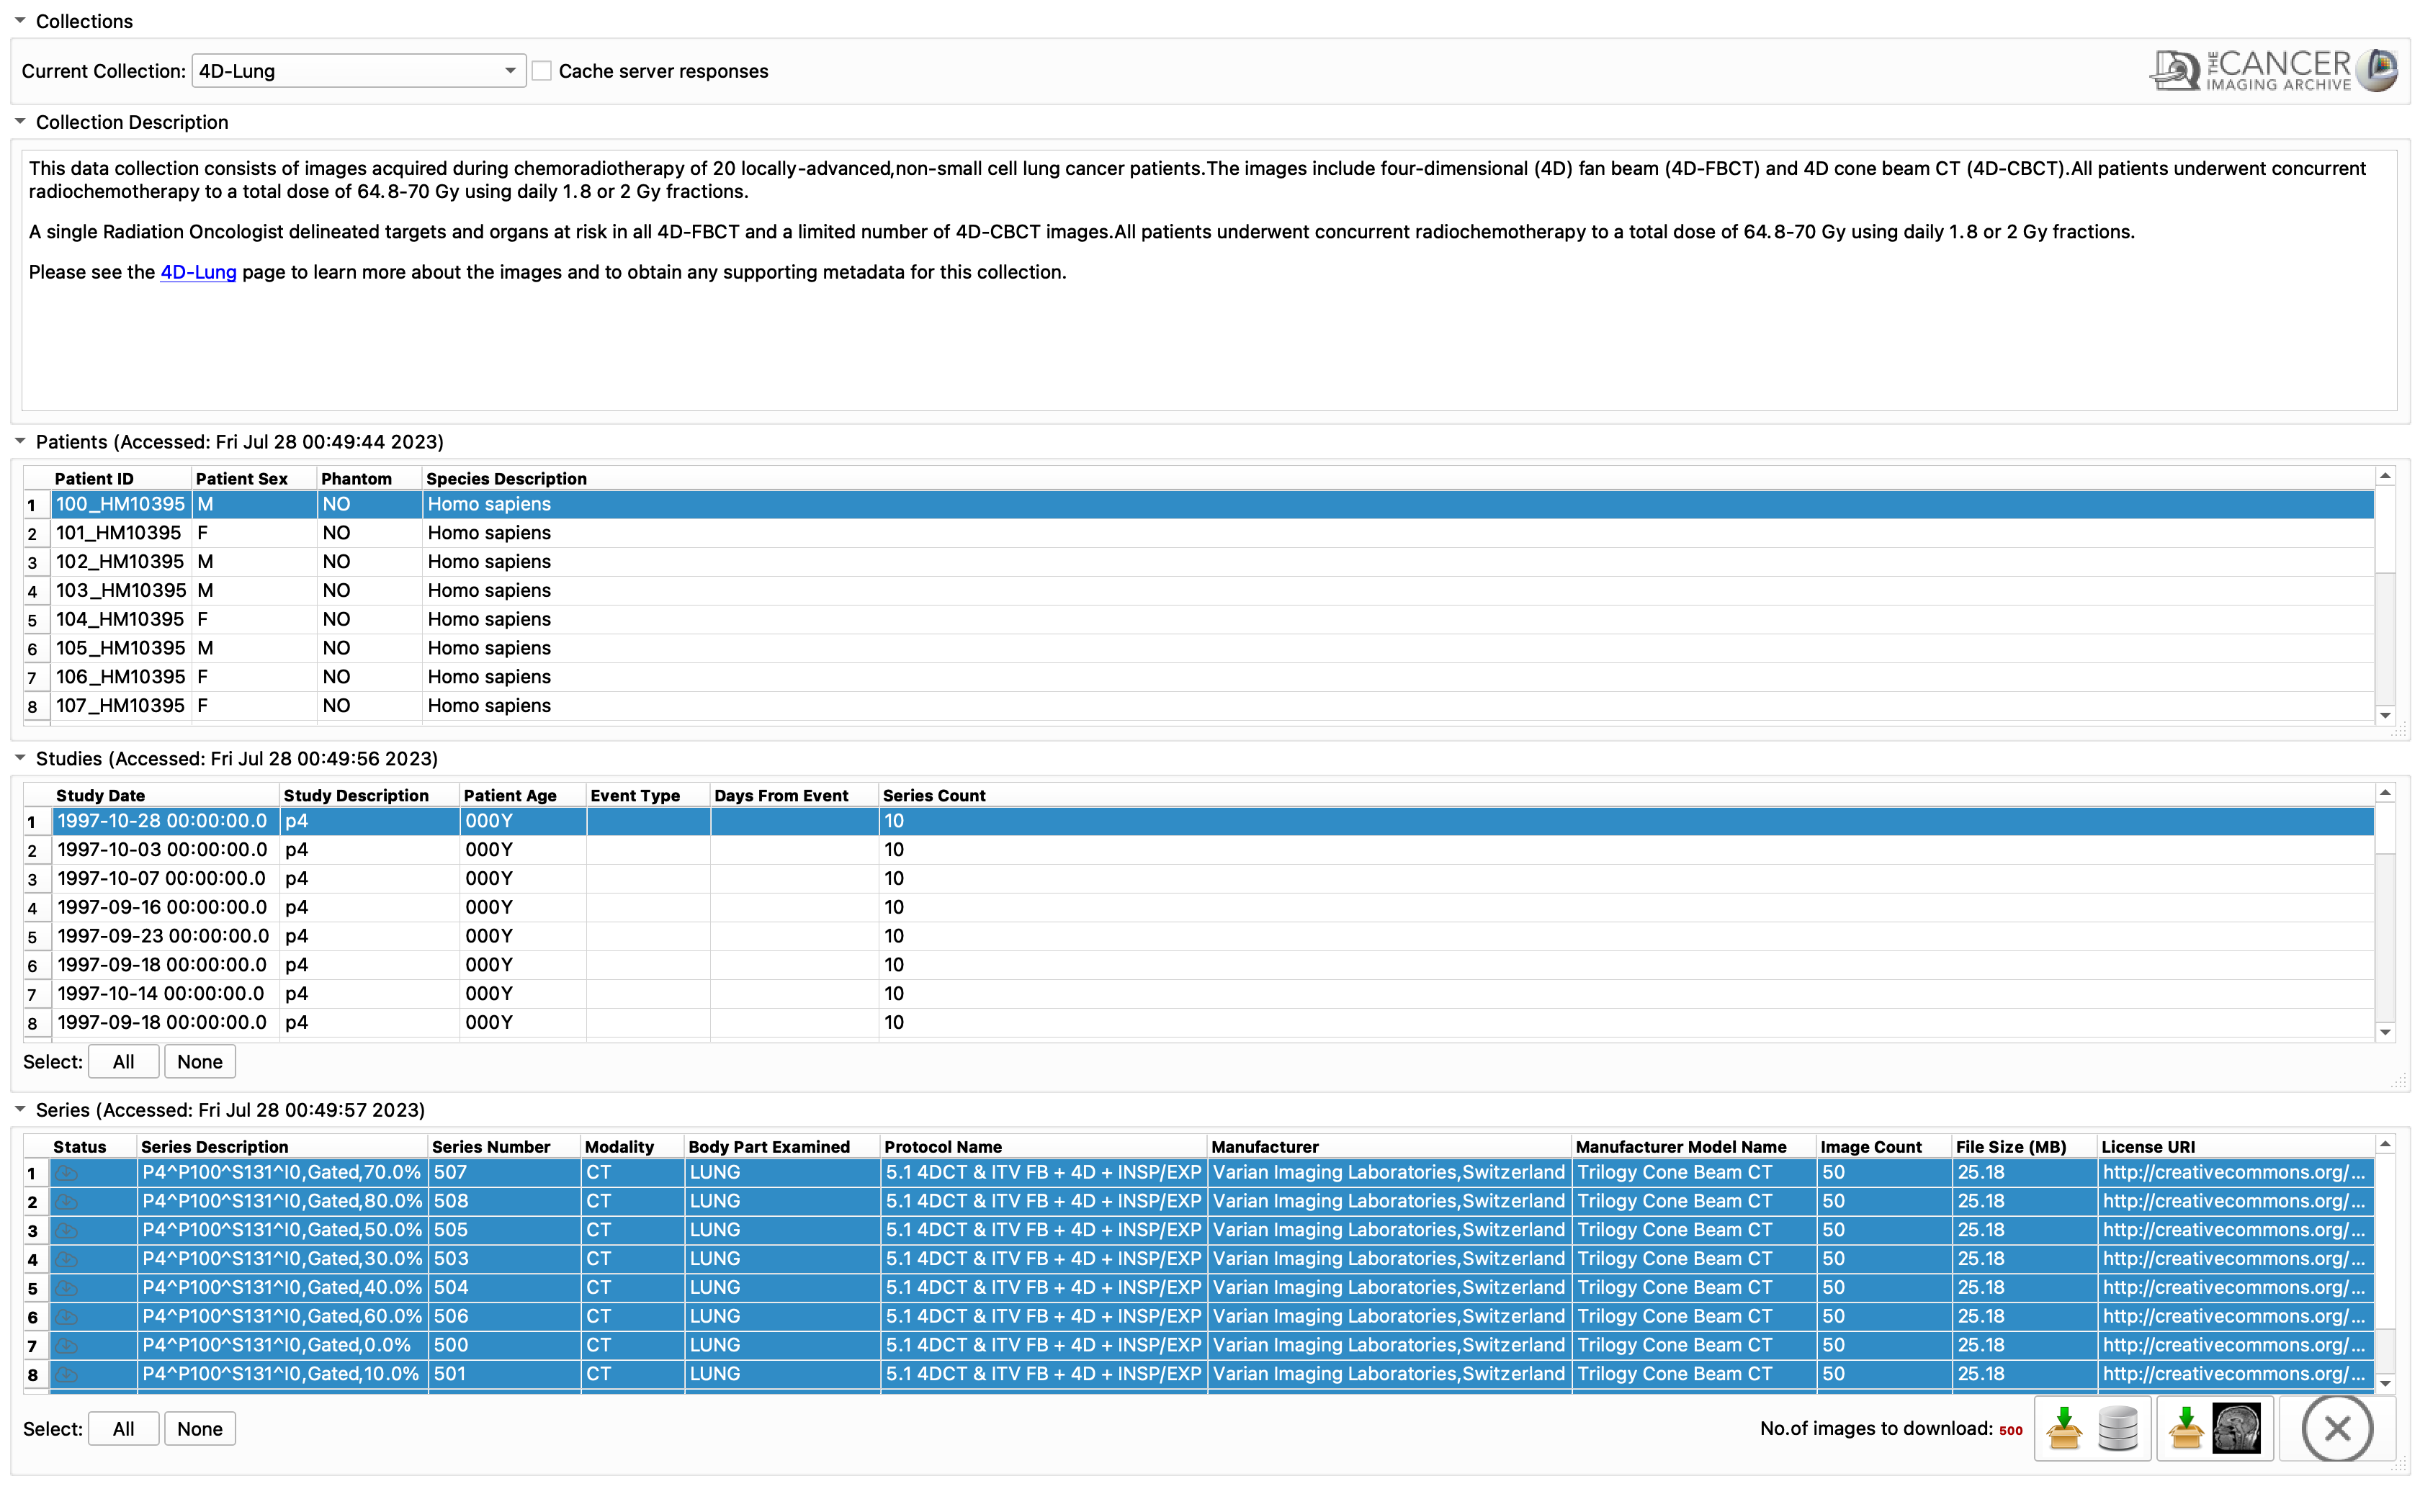 Collections
Current Collection: 4D-Lung Cache server responses THE CANCER IMAGING ARCHIVE
Collection Description
This data collection consists of images acquired during chemoradiotherapy of 20 locally-advanced,non-small cell lung cancer patients.The images include four-dimensional (4D) fan beam (4D-FBCT) and 4D cone beam CT (4D-CBCT).All patients underwent concurrent
radiochemotherapy to a total dose of 64.8-70 Gy using daily 1.8 or 2 Gy fractions.
A single Radiation Oncologist delineated targets and organs at risk in all 4D-FBCT and a limited number of 4D-CBCT images.All patients underwent concurrent radiochemotherapy to a total dose of 64.8-70 Gy using daily 1.8 or 2 Gy fractions.
Please see the 4D-Lung page to learn more about the images and to obtain any supporting metadata for this collection.
Patients (Accessed: Fri Jul 28 00:49:44 2023)
Patient ID Patient Sex Phantom Species Description
1 100_HM10395 M NO Homo sapiens
2 101_HM10395 F NO Homo sapiens
3 102_HM10395 M NO Homo sapiens
4 103_HM10395 M NO Homo sapiens
5 104_HM10395 F NO Homo sapiens
6 105_HM10395 M NO Homo sapiens
7 106_HM10395 F NO Homo sapiens
8 107_HM10395 F NO Homo sapiens
Studies (Accessed: Fri Jul 28 00:49:56 2023)
Study Date Study Description Patient Age Event Type Days From Event Series Count
1 1997-10-28 00:00:00.0 p4 000Y 10
2 1997-10-03 00:00:00.0 p4 000Y 10
3 1997-10-07 00:00:00.0 p4 000Y 10
4 1997-09-16 00:00:00.0 p4 000Y 10
5 1997-09-23 00:00:00.0 p4 000Y 10
6 1997-09-18 00:00:00.0 p4 000Y 10
7 1997-10-14 00:00:00.0 p4 000Y 10
8 1997-09-18 00:00:00.0 p4 000Y 10
Select: All None
Series (Accessed: Fri Jul 28 00:49:57 2023)
Status Series Description Series Number Modality Body Part Examined Protocol Name Manufacturer Manufacturer Model Name Image Count File Size (MB) License URI
1 P4^P100^S131^I0,Gated,70.0% 507 CT LUNG 5.1 4DCT & ITV FB + 4D + INSP/EXP Varian Imaging Laboratories,Switzerland Trilogy Cone Beam CT 50 25.18 http://creativecommons.org/...
2 P4^P100^S131^I0,Gated,80.0% 508 CT LUNG 5.1 4DCT & ITV FB + 4D + INSP/EXP Varian Imaging Laboratories,Switzerland Trilogy Cone Beam CT 50 25.18 http://creativecommons.org/...
3 P4^P100^S131^I0,Gated,50.0% 505 CT LUNG 5.1 4DCT & ITV FB + 4D + INSP/EXP Varian Imaging Laboratories,Switzerland Trilogy Cone Beam CT 50 25.18 http://creativecommons.org/...
4 P4^P100^S131^I0,Gated,30.0% 503 CT LUNG 5.1 4DCT & ITV FB + 4D + INSP/EXP Varian Imaging Laboratories,Switzerland Trilogy Cone Beam CT 50 25.18 http://creativecommons.org/...
5 P4^P100^S131^I0,Gated,40.0% 504 CT LUNG 5.1 4DCT & ITV FB + 4D + INSP/EXP Varian Imaging Laboratories,Switzerland Trilogy Cone Beam CT 50 25.18 http://creativecommons.org/...
6 P4^P100^S131^I0,Gated,60.0% 506 CT LUNG 5.1 4DCT & ITV FB + 4D + INSP/EXP Varian Imaging Laboratories,Switzerland Trilogy Cone Beam CT 50 25.18 http://creativecommons.org/...
7 P4^P100^S131^I0,Gated,0.0% 500 CT LUNG 5.1 4DCT & ITV FB + 4D + INSP/EXP Varian Imaging Laboratories,Switzerland Trilogy Cone Beam CT 50 25.18 http://creativecommons.org/...
8 P4^P100^S131^I0,Gated,10.0% 501 CT LUNG 5.1 4DCT & ITV FB + 4D + INSP/EXP Varian Imaging Laboratories,Switzerland Trilogy Cone Beam CT 50 25.18 http://creativecommons.org/...
Select: All None No.of images to download: 500